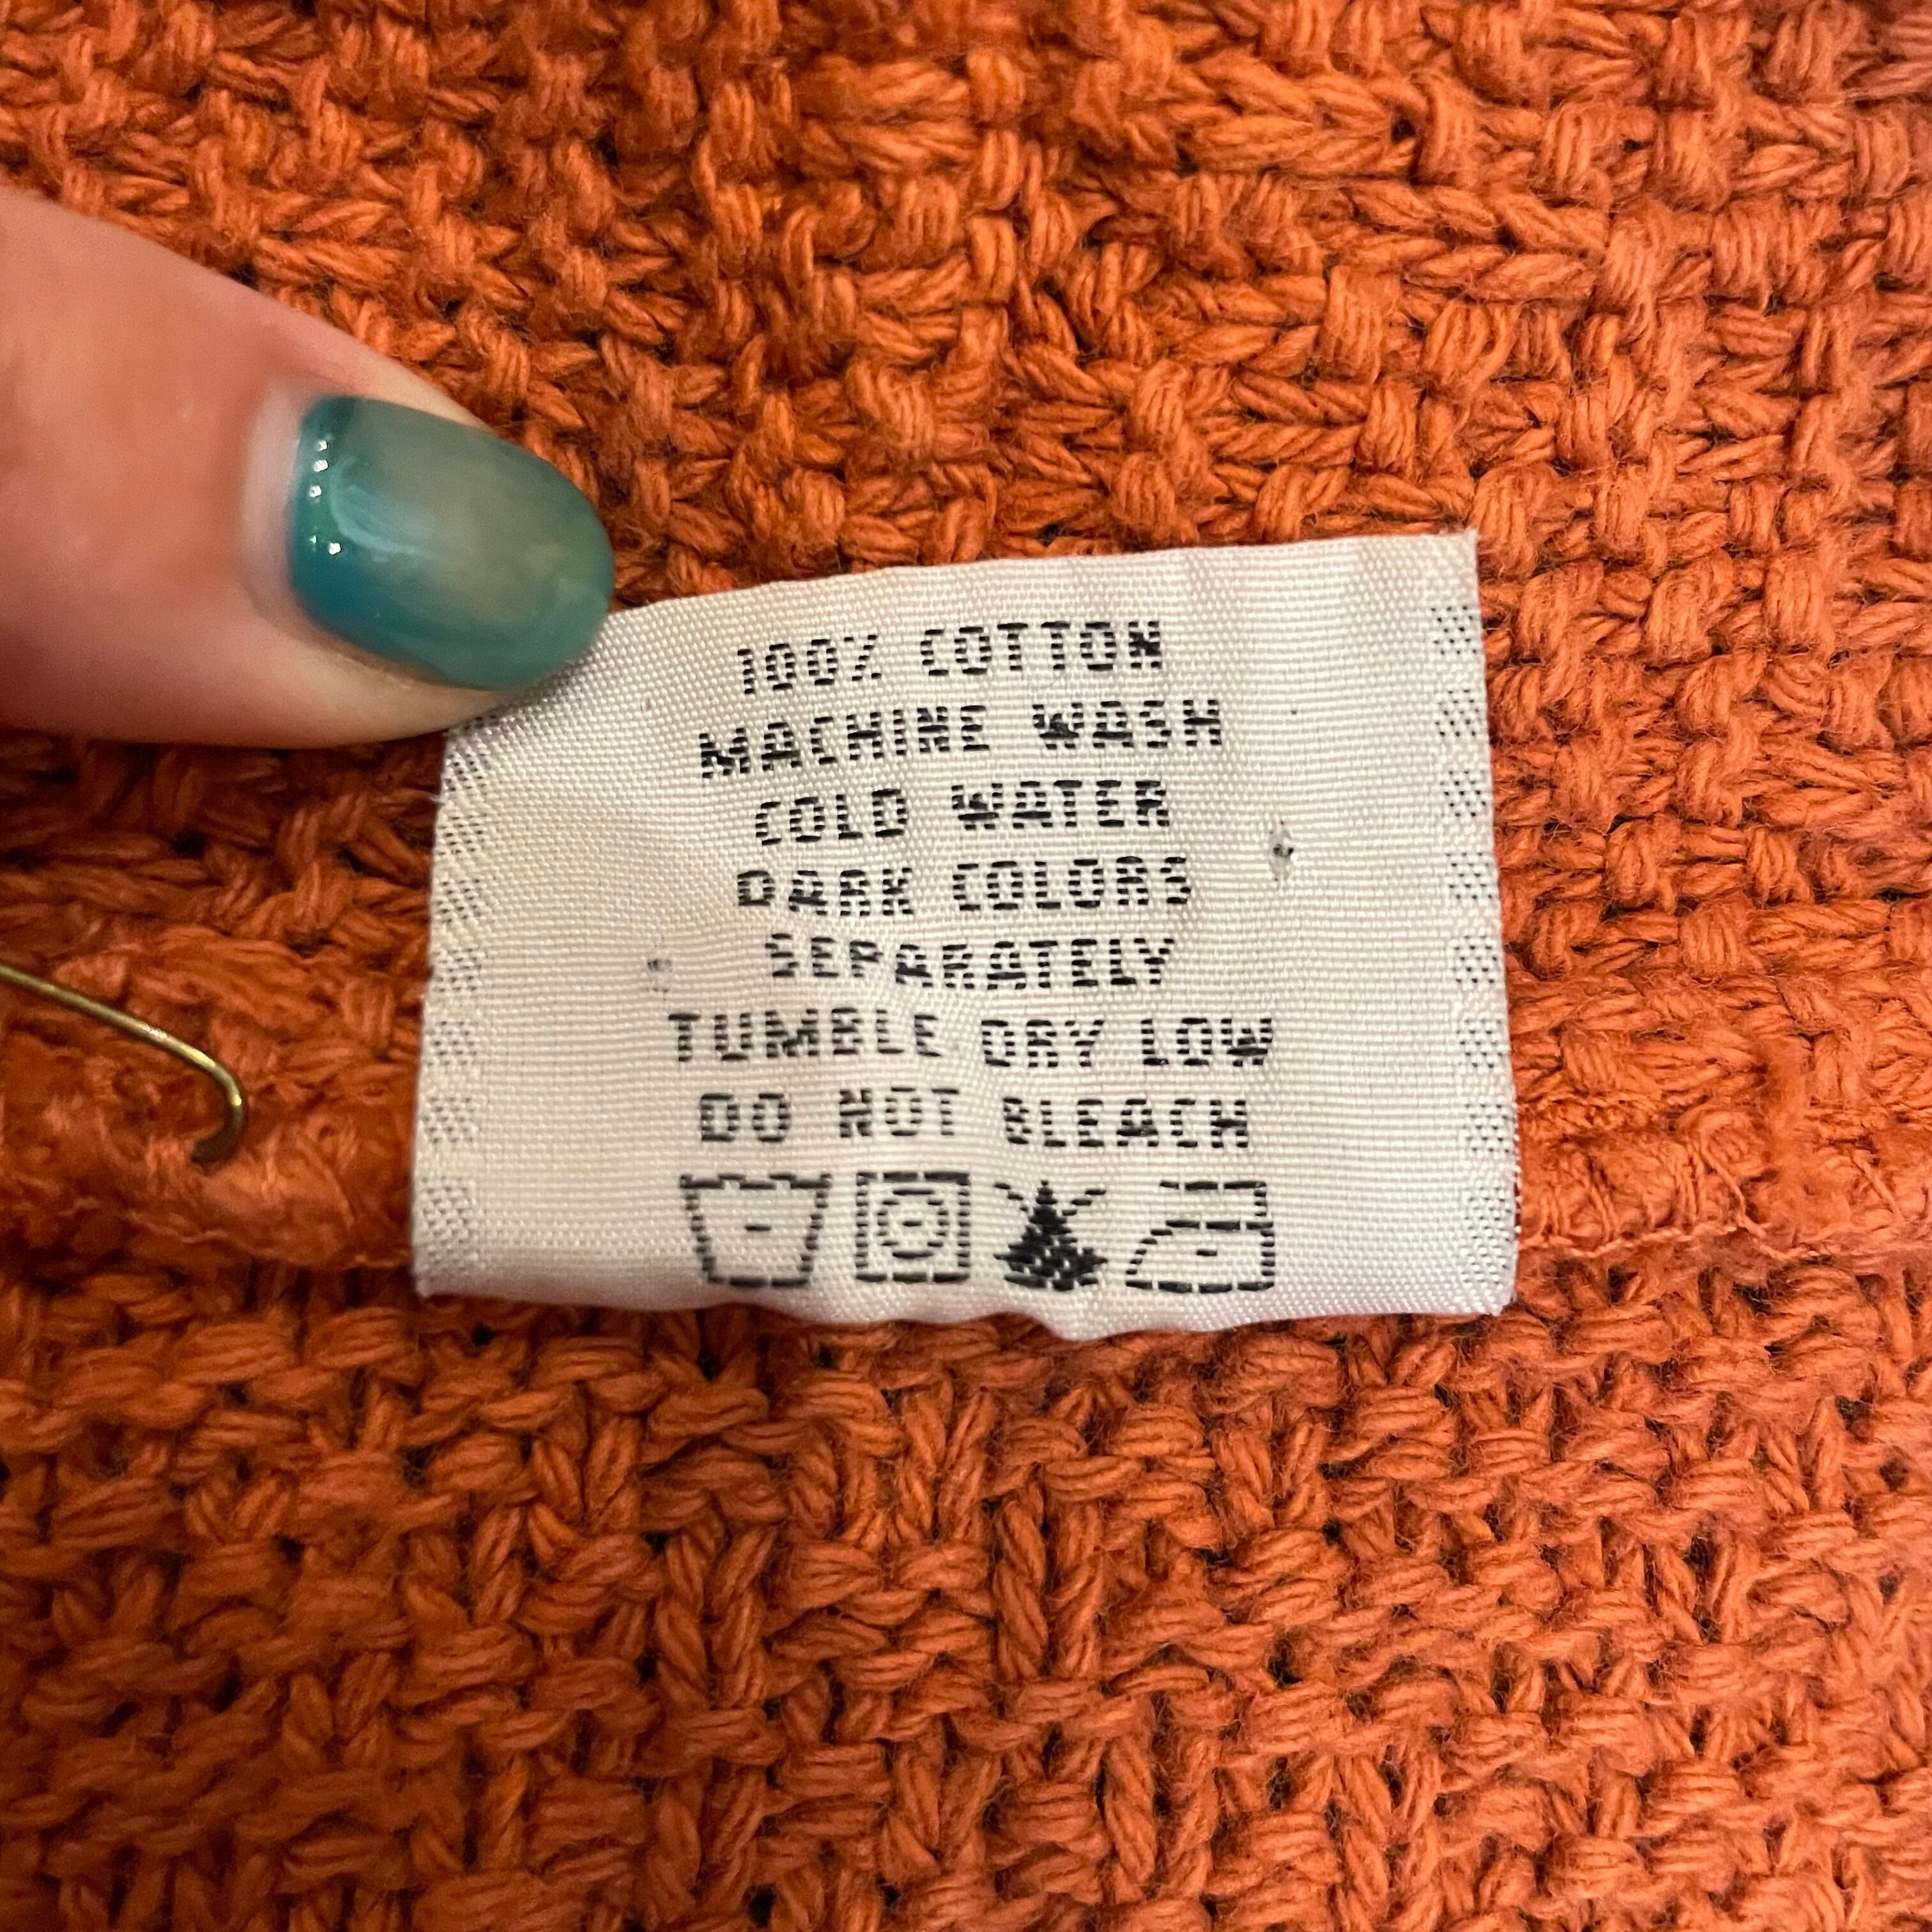 100% COTTON
MACHINE WASH
COLD WATER
DARK COLORS
SEPARATELY
TUMBLE DRY LOW
DO NOT BLEACH